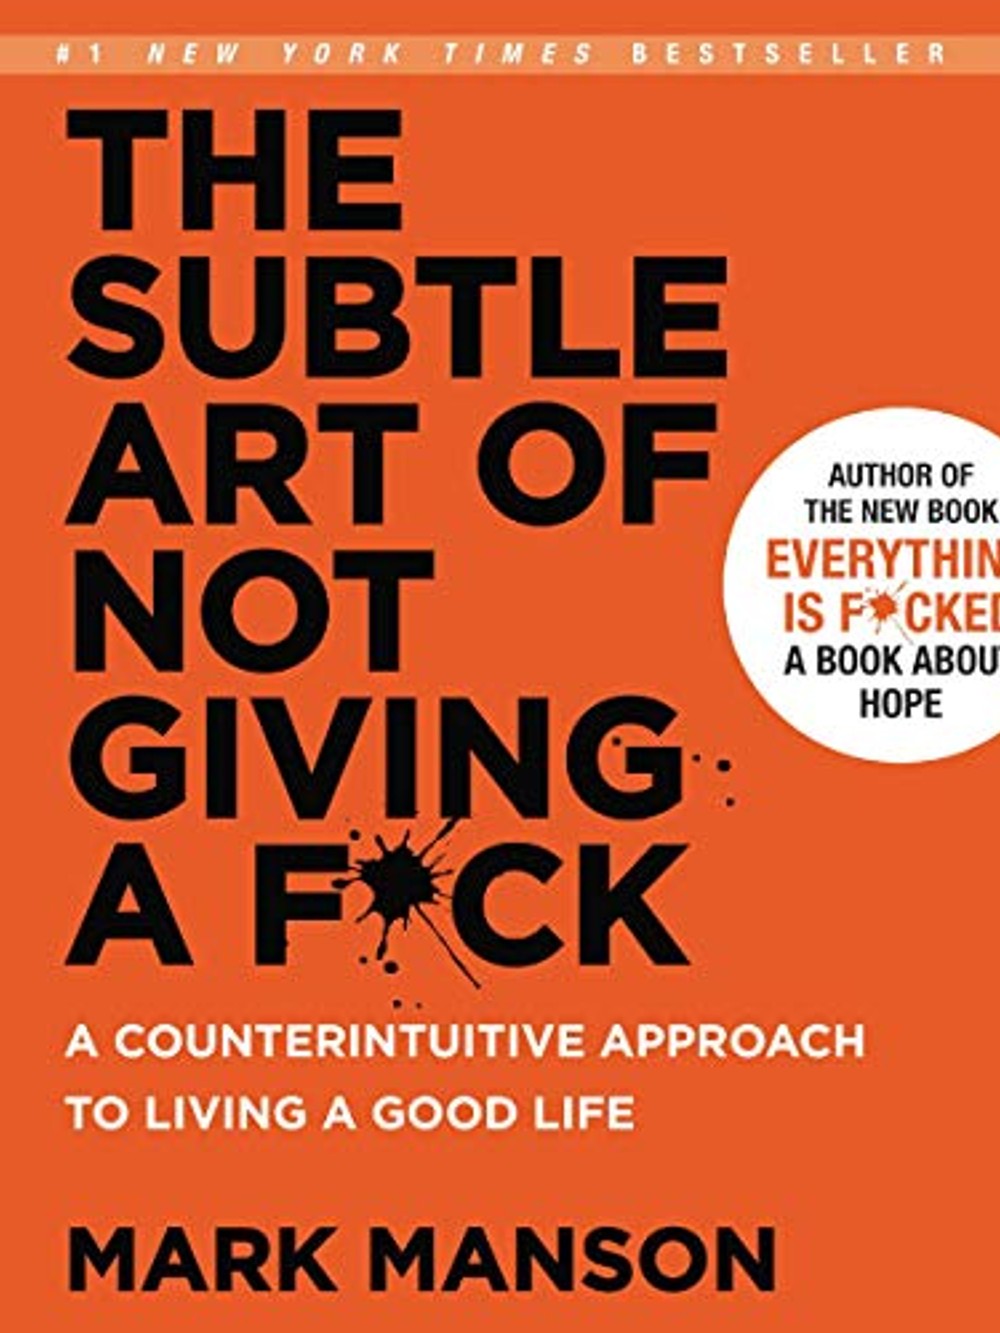 #1 NEW YORK TIMES BESTSELLER
THE
SUBTLE
ART OF
NOT
GIVING
A F*CK
AUTHOR OF
THE NEW BOOK
EVERYTHIN
IS F*CKED
A BOOK ABOU
HOPE
A COUNTERINTUITIVE APPROACH
TO LIVING A GOOD LIFE
MARK MANSON